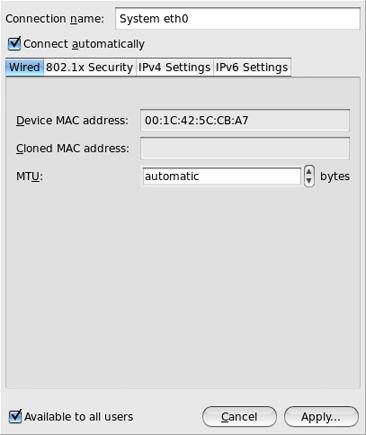 Connection name: System eth0
Connect automatically
Wired 802.1x Security IPv4 Settings IPv6 Settings
Device MAC address: 00:1C:42:5C:CB:A7
Cloned MAC address:
MTU: automatic bytes
Available to all users Cancel Apply...